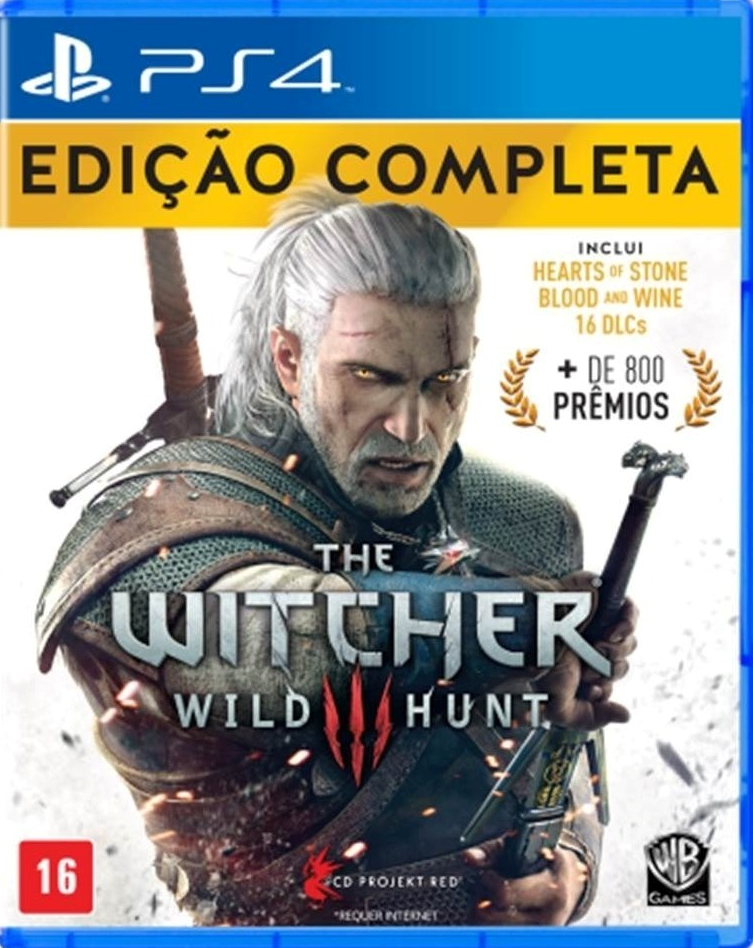 PS4™
EDIÇÃO COMPLETA
INCLUI
HEARTS OF STONE
BLOOD AND WINE
16 DLCs
+ DE 800
PRÊMIOS
THE
WITCHER®
WILD HUNT
16
CD PROJEKT RED®
*REQUER INTERNET
WB
GAMES